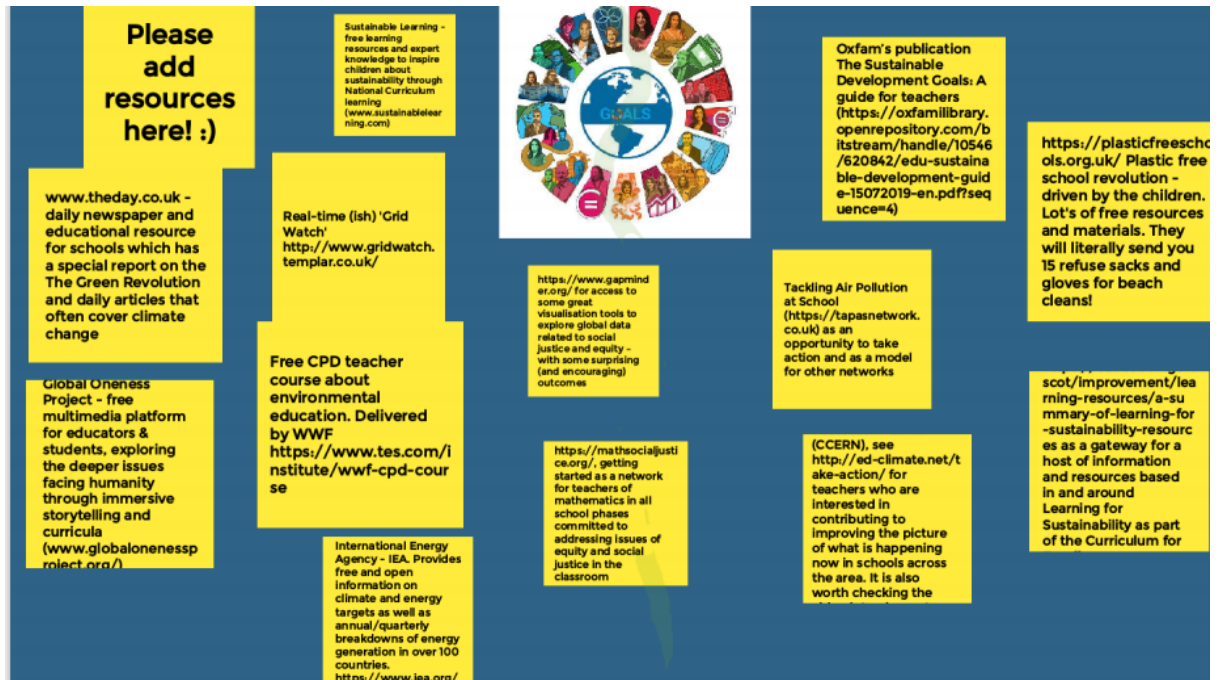 Please
add
resources
here! :)
Sustainable Learning -
free learning
resources and expert
knowledge to inspire
children about
sustainability through
National Curriculum
learning
(www.sustainablelear
ning.com)
GOALS
Oxfam's publication
The Sustainable
Development Goals: A
guide for teachers
(https://oxfamilibrary.
openrepository.com/b
itstream/handle/10546
/620842/edu-sustaina
ble-development-guid
e-15072019-en.pdf?seq
uence=4)
https://plasticfreescho
ols.org.uk/ Plastic free
school revolution -
driven by the children.
Lot's of free resources
and materials. They
will literally send you
15 refuse sacks and
gloves for beach
cleans!
www.theday.co.uk -
daily newspaper and
educational resource
for schools which has
a special report on the
The Green Revolution
and daily articles that
often cover climate
change
Real-time (ish) 'Grid
Watch'
http://www.gridwatch.
templar.co.uk/
https://www.gapmind
er.org/ for access to
some great
visualisation tools to
explore global data
related to social
justice and equity -
with some surprising
(and encouraging)
outcomes
Tackling Air Pollution
at School
(https://tapasnetwork.
co.uk) as an
opportunity to take
action and as a model
for other networks
Global Oneness
Project - free
multimedia platform
for educators &
students, exploring
the deeper issues
facing humanity
through immersive
storytelling and
curricula
(www.globalonenessp
roject.org/)
Free CPD teacher
course about
environmental
education. Delivered
by WWF
https://www.tes.com/i
nstitute/wwf-cpd-cour
se
https://mathsocialjusti
ce.org/, getting
started as a network
for teachers of
mathematics in all
school phases
committed to
addressing issues of
equity and social
justice in the
classroom
(CCERN), see
http://ed-climate.net/t
ake-action/ for
teachers who are
interested in
contributing to
improving the picture
of what is happening
now in schools across
the area. It is also
worth checking the
scot/improvement/lea
rning-resources/a-su
mmary-of-learning-for
-sustainability-resourc
es as a gateway for a
host of information
and resources based
in and around
Learning for
Sustainability as part
of the Curriculum for
International Energy
Agency - IEA. Provides
free and open
information on
climate and energy
targets as well as
annual/quarterly
breakdowns of energy
generation in over 100
countries.
https://www.iea.org/